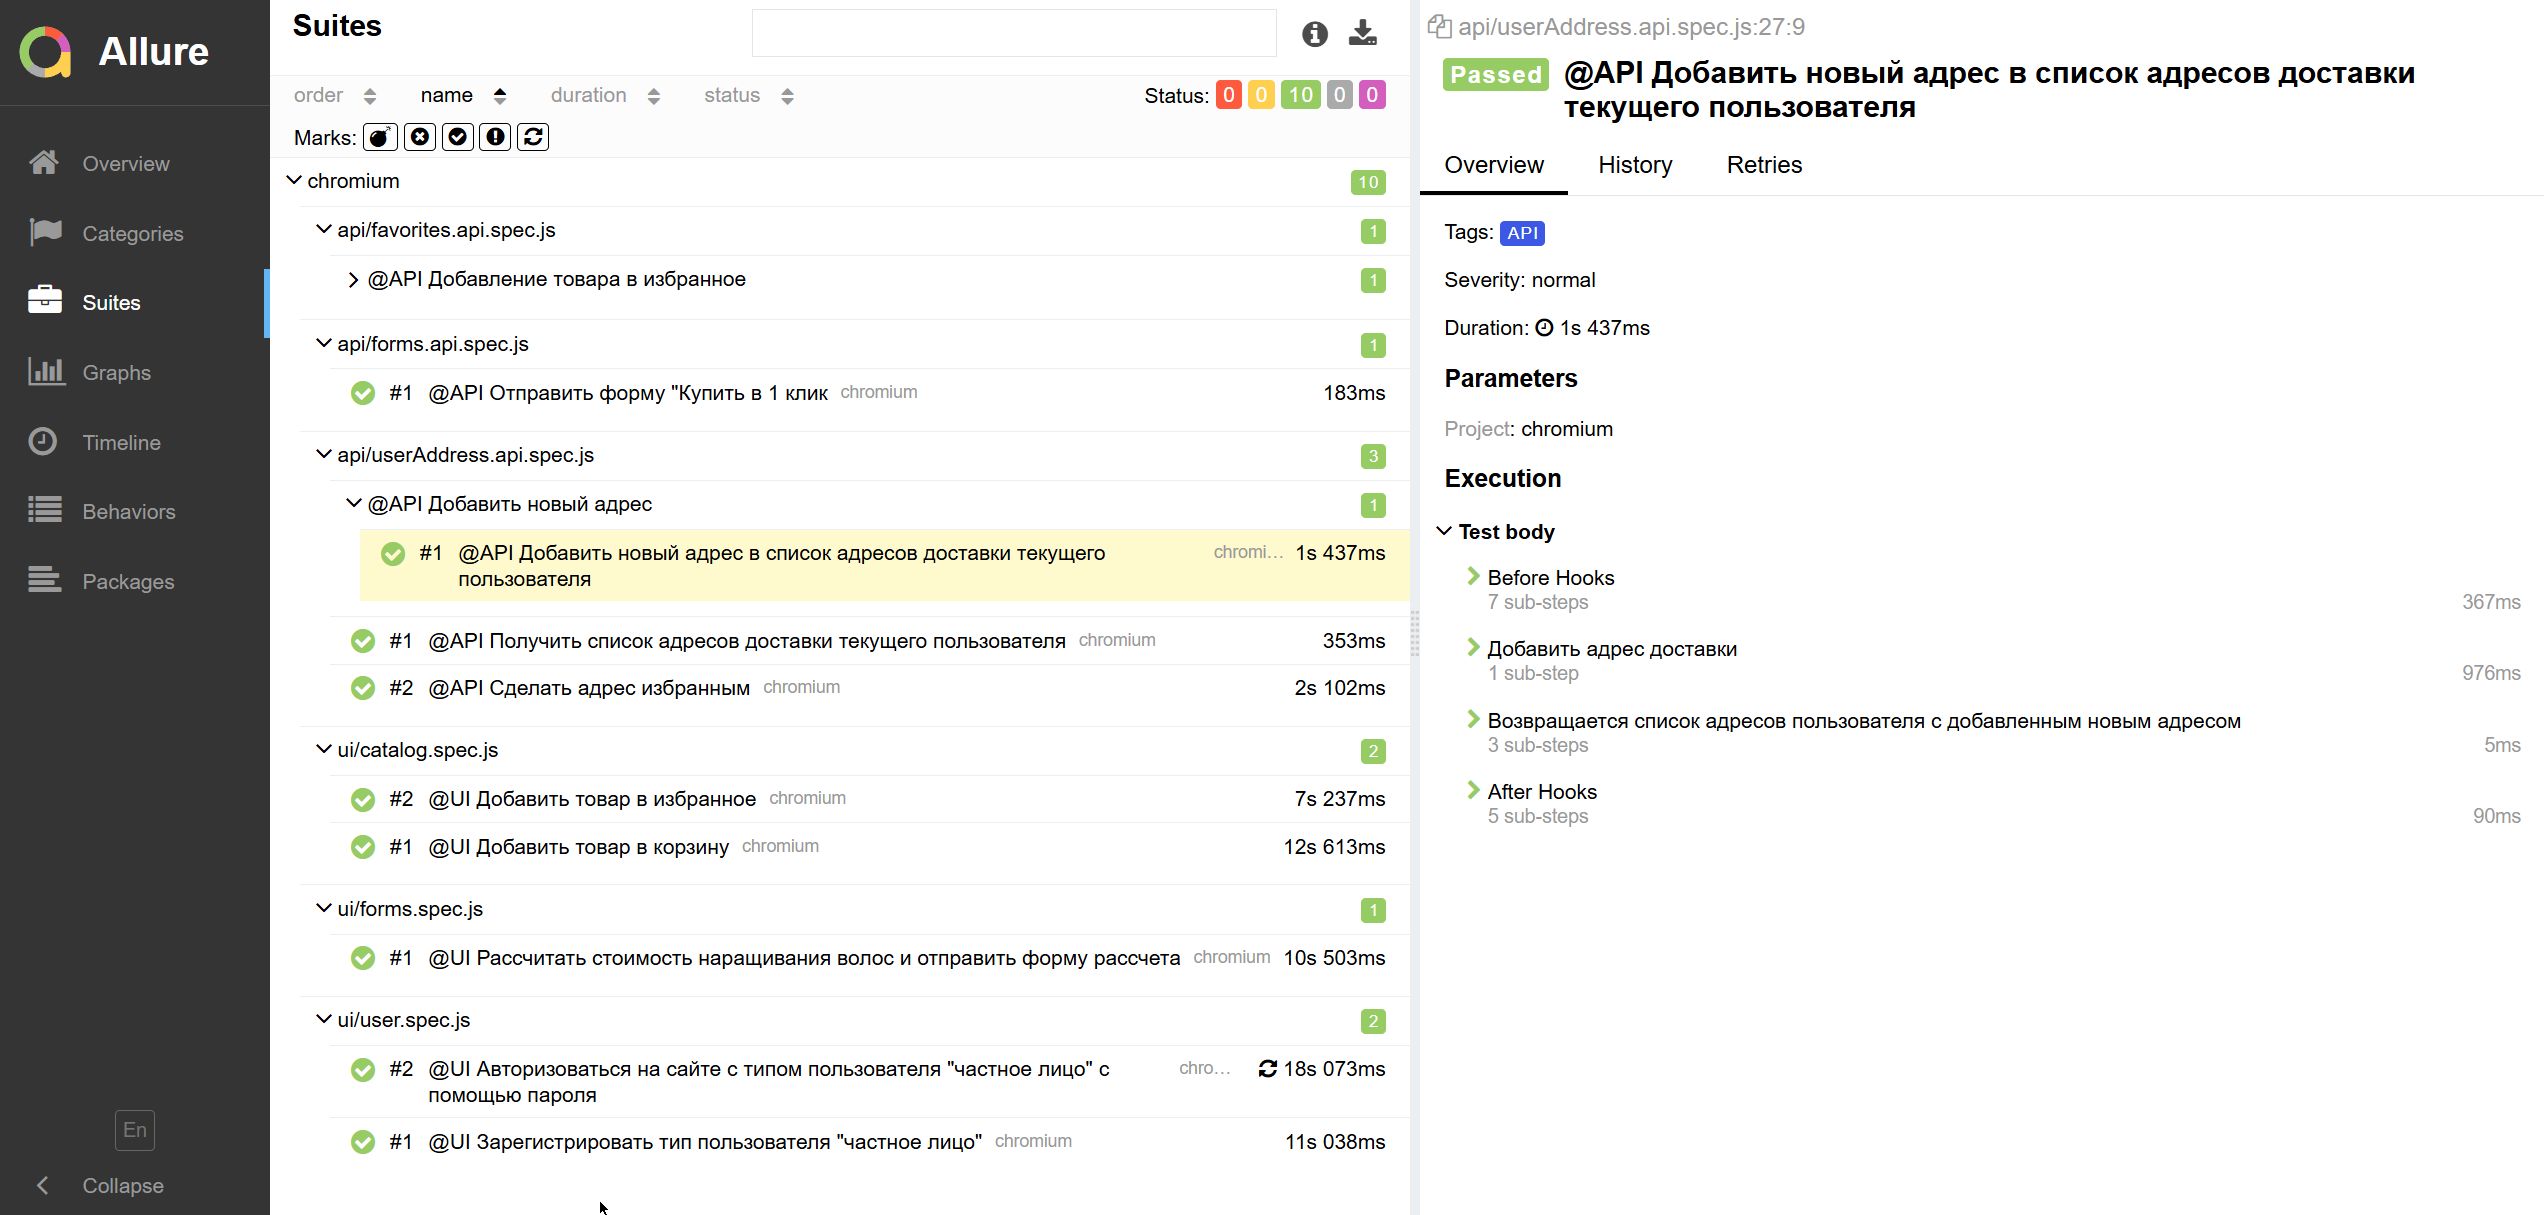 Allure
Overview
Categories
Suites
Graphs
Timeline
Behaviors
Packages
En
Collapse
Suites
order name duration status
Status: 0 0 10 0 0
Marks:
chromium 10
api/favorites.api.spec.js 1
@API Добавление товара в избранное 1
api/forms.api.spec.js 1
#1 @API Отправить форму "Купить в 1 клик chromium 183ms
api/userAddress.api.spec.js 3
@API Добавить новый адрес 1
#1 @API Добавить новый адрес в список адресов доставки текущего chromi... 1s 437ms
пользователя
#1 @API Получить список адресов доставки текущего пользователя chromium 353ms
#2 @API Сделать адрес избранным chromium 2s 102ms
ui/catalog.spec.js 2
#2 @UI Добавить товар в избранное chromium 7s 237ms
#1 @UI Добавить товар в корзину chromium 12s 613ms
ui/forms.spec.js 1
#1 @UI Рассчитать стоимость наращивания волос и отправить форму рассчета chromium 10s 503ms
ui/user.spec.js 2
#2 @UI Авторизоваться на сайте с типом пользователя "частное лицо" с chro... 18s 073ms
помощью пароля
#1 @UI Зарегистрировать тип пользователя "частное лицо" chromium 11s 038ms
api/userAddress.api.spec.js:27:9
Passed @API Добавить новый адрес в список адресов доставки
текущего пользователя
Overview History Retries
Tags: API
Severity: normal
Duration: 1s 437ms
Parameters
Project: chromium
Execution
Test body
Before Hooks
7 sub-steps 367ms
Добавить адрес доставки
1 sub-step 976ms
Возвращается список адресов пользователя с добавленным новым адресом
3 sub-steps 5ms
After Hooks
5 sub-steps 90ms